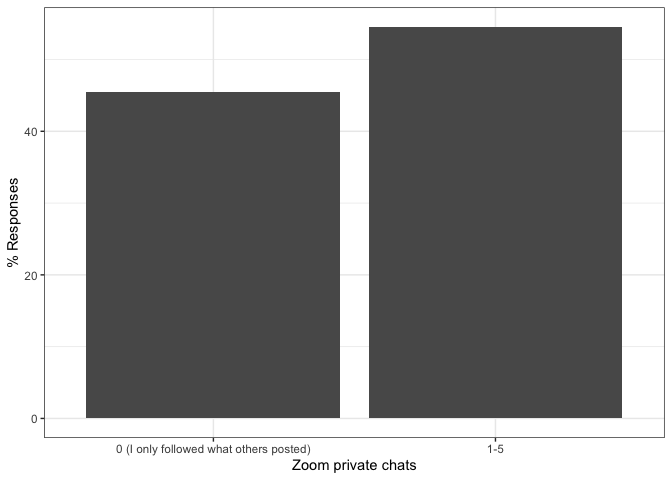 % Responses
40
20
0
0 (I only followed what others posted)
1-5
Zoom private chats